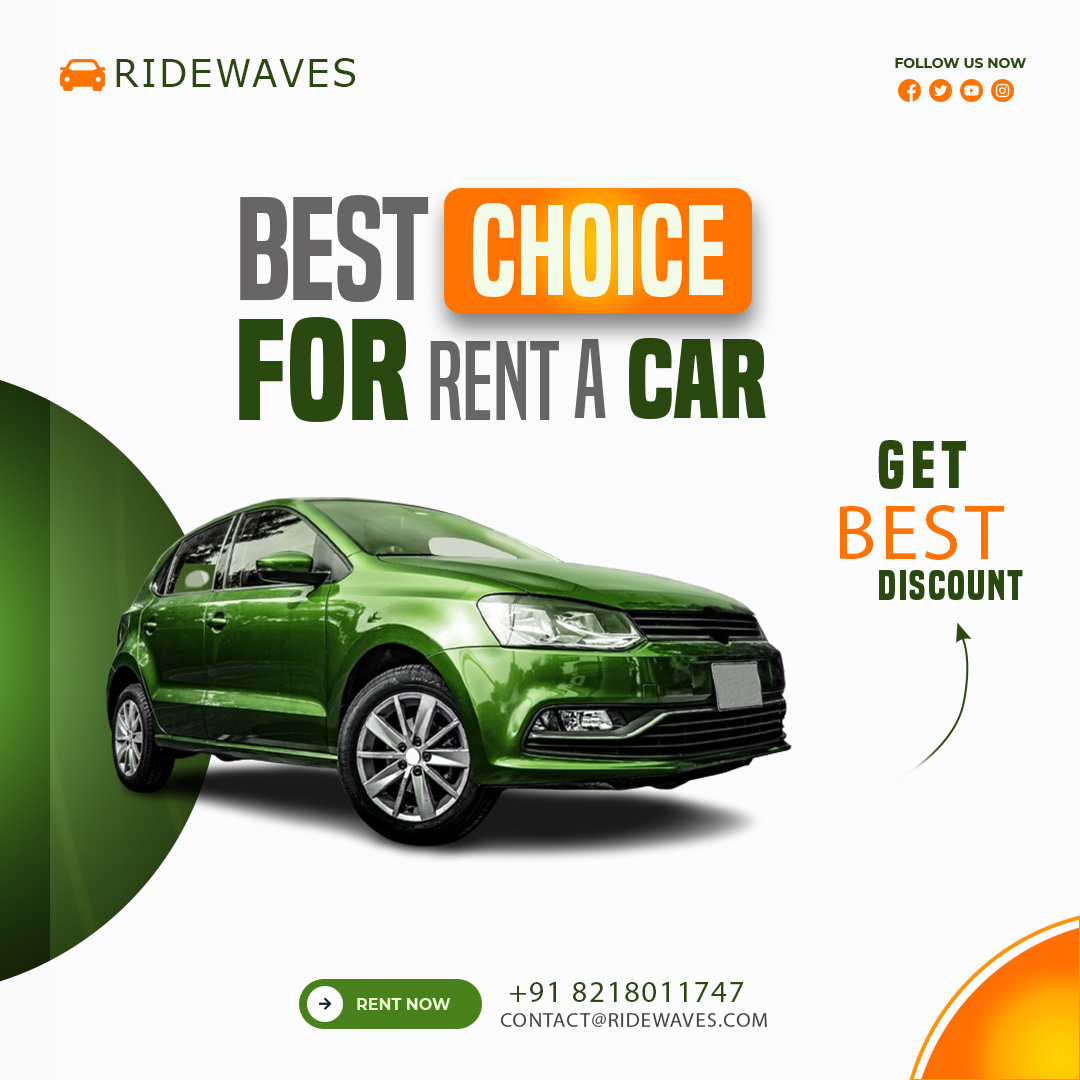 RIDEWAVES
FOLLOW US NOW
BEST CHOICE
FOR RENT A CAR
GET
BEST
DISCOUNT
RENT NOW
+91 8218011747
CONTACT@RIDEWAVES.COM